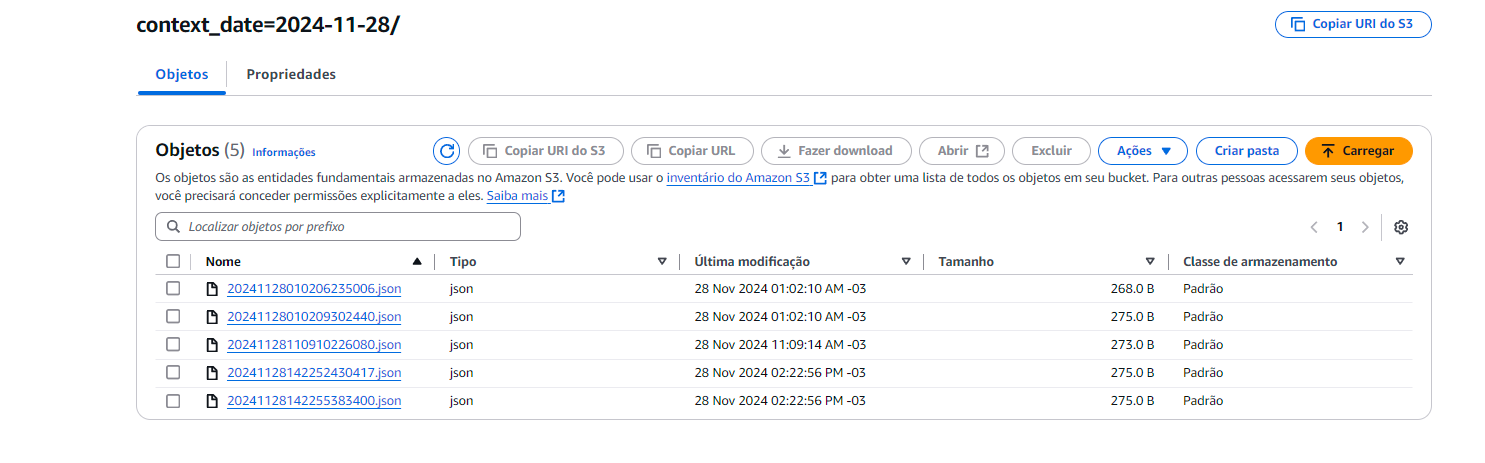 context_date=2024-11-28/
Copiar URI do S3
Objetos
Propriedades
Objetos (5) Informações
Copiar URI do S3
Copiar URL
Fazer download
Abrir
Excluir
Ações
Criar pasta
Carregar
Os objetos são as entidades fundamentais armazenadas no Amazon S3. Você pode usar o inventário do Amazon S3 para obter uma lista de todos os objetos em seu bucket. Para outras pessoas acessarem seus objetos,
você precisará conceder permissões explicitamente a eles. Saiba mais
Localizar objetos por prefixo
1
Nome Tipo Última modificação Tamanho Classe de armazenamento
20241128010206235006.json json 28 Nov 2024 01:02:10 AM -03 268.0 B Padrão
20241128010209302440.json json 28 Nov 2024 01:02:10 AM -03 275.0 B Padrão
20241128110910226080.json json 28 Nov 2024 11:09:14 AM -03 273.0 B Padrão
20241128142252430417.json json 28 Nov 2024 02:22:56 PM -03 275.0 B Padrão
20241128142255383400.json json 28 Nov 2024 02:22:56 PM -03 275.0 B Padrão